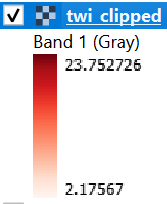 twi_clipped
Band 1 (Gray)
23.752726
2.17567